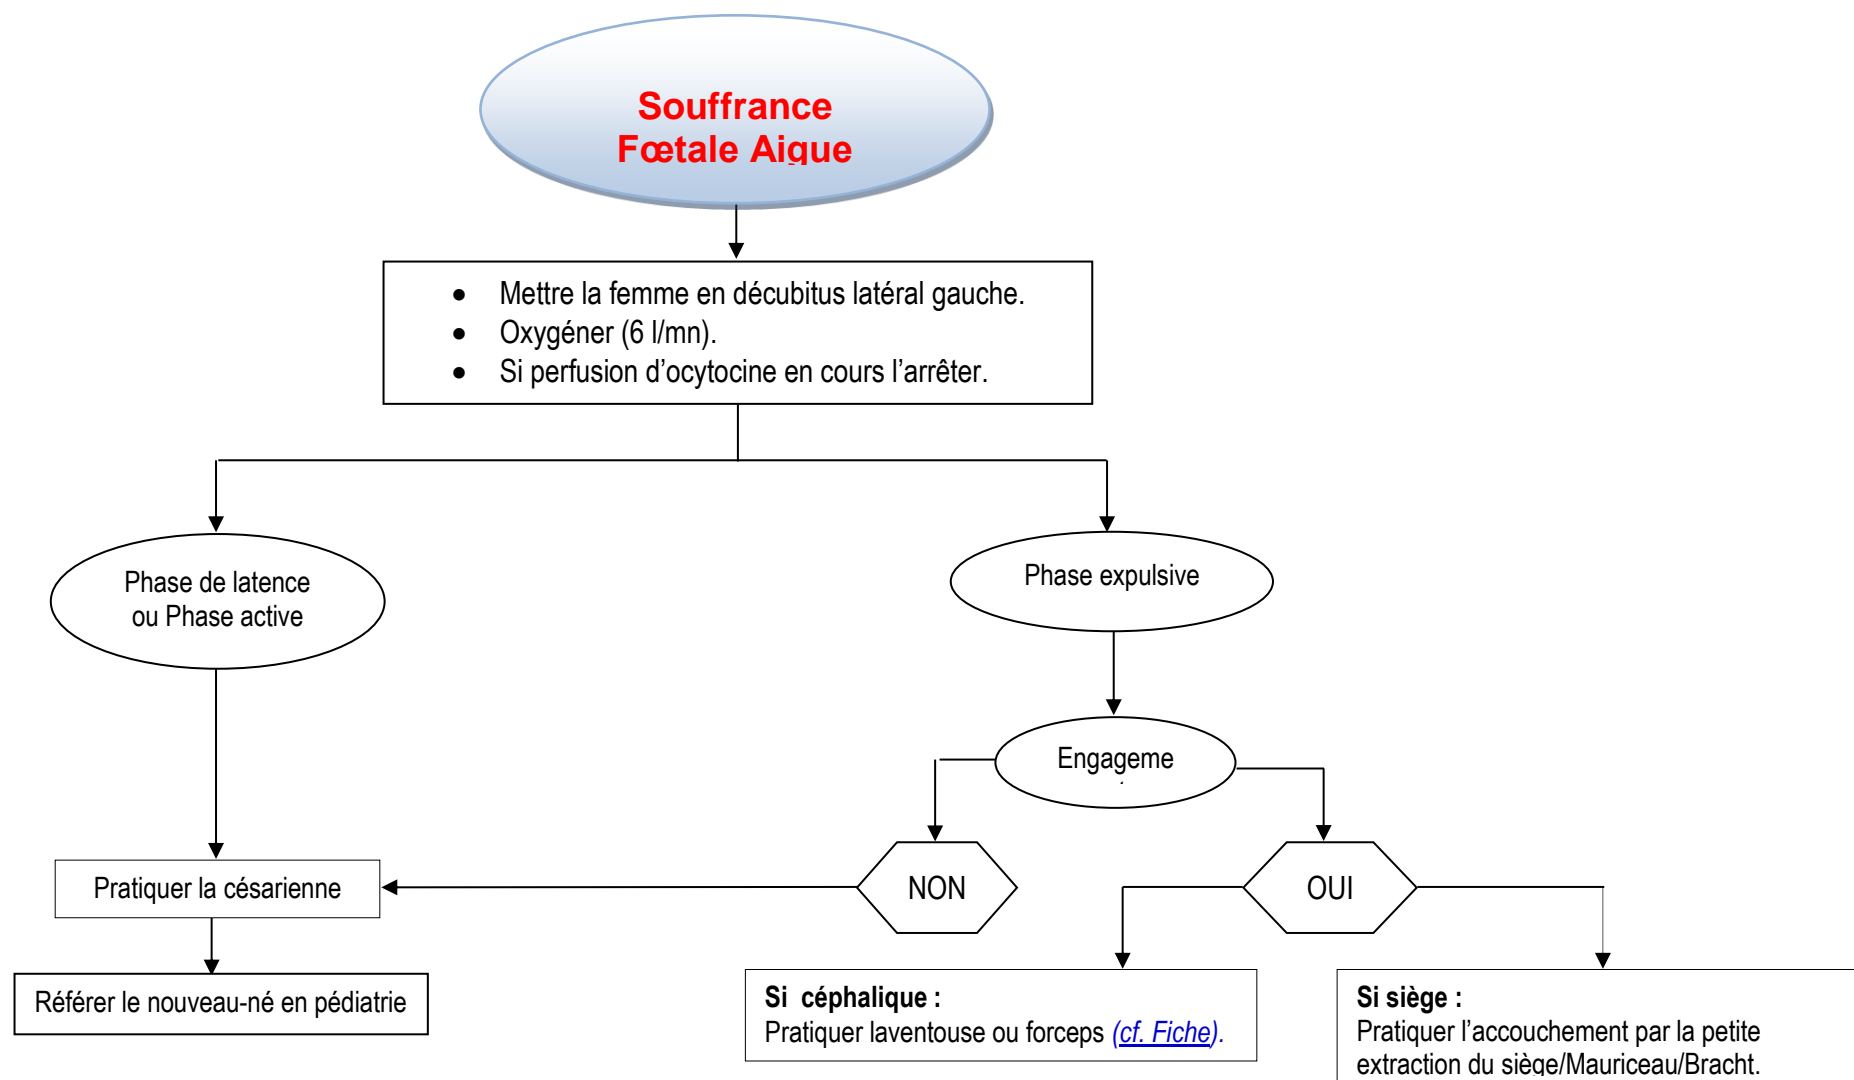 Souffrance
Fœtale Aigue
• Mettre la femme en décubitus latéral gauche.
• Oxygéner (6 l/mn).
• Si perfusion d'ocytocine en cours l'arrêter.
Phase de latence
ou Phase active
Phase expulsive
Engageme
Pratiquer la césarienne
NON
OUI
Référer le nouveau-né en pédiatrie
Si céphalique :
Pratiquer laventouse ou forceps (cf. Fiche).
Si siège :
Pratiquer l'accouchement par la petite
extraction du siège/Mauriceau/Bracht.